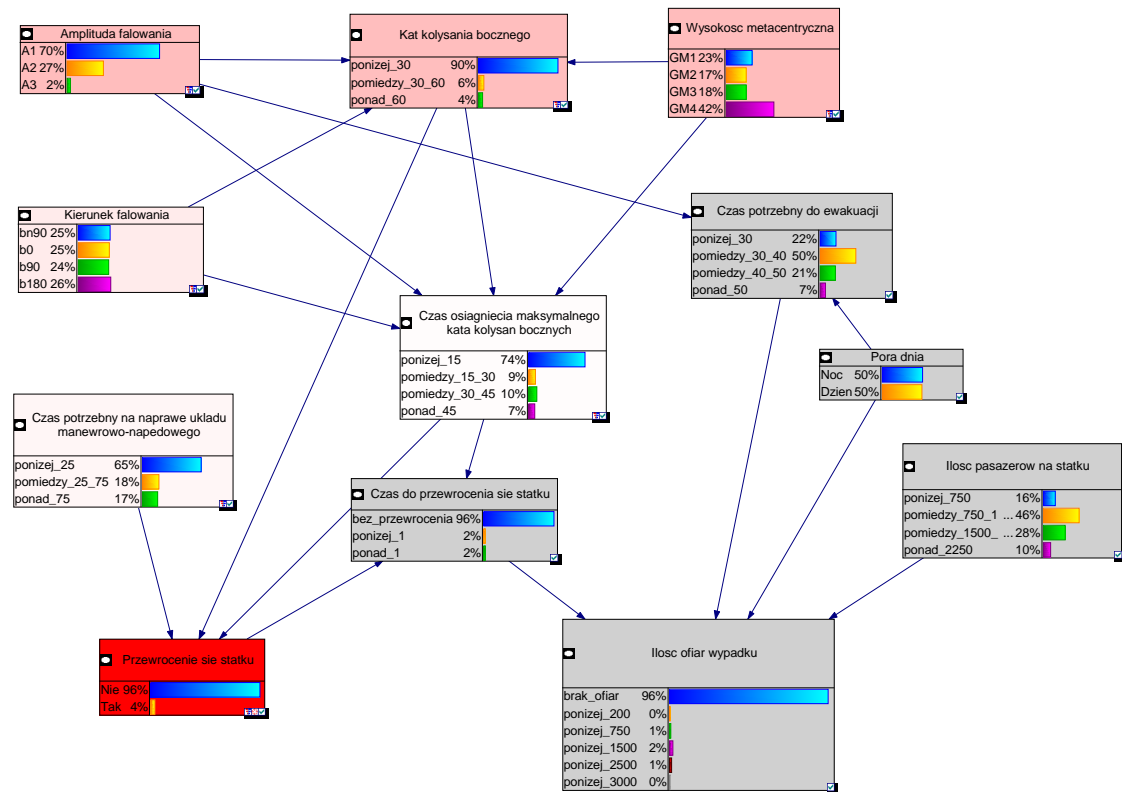 Amplituda falowania
A1 70%
A2 27%
A3 2%
Kat kolysania bocznego
ponizej_30 90%
pomiedzy_30_60 6%
ponad_60 4%
Wysokosc metacentryczna
GM1 23%
GM2 17%
GM3 18%
GM4 42%
Kierunek falowania
bn90 25%
b0 25%
b90 24%
b180 26%
Czas potrzebny do ewakuacji
ponizej_30 22%
pomiedzy_30_40 50%
pomiedzy_40_50 21%
ponad_50 7%
Czas osiagniecia maksymalnego
kata kolysan bocznych
ponizej_15 74%
pomiedzy_15_30 9%
pomiedzy_30_45 10%
ponad_45 7%
Pora dnia
Noc 50%
Dzien 50%
Czas potrzebny na naprawe ukladu
manewrowo-napedowego
ponizej_25 65%
pomiedzy_25_75 18%
ponad_75 17%
Czas do przewrocenia sie statku
bez_przewrocenia 96%
ponizej_1 2%
ponad_1 2%
Ilosc pasazerow na statku
ponizej_750 16%
pomiedzy_750_1 ... 46%
pomiedzy_1500_ ... 28%
ponad_2250 10%
Przewrocenie sie statku
Nie 96%
Tak 4%
Ilosc ofiar wypadku
brak_ofiar 96%
ponizej_200 0%
ponizej_750 1%
ponizej_1500 2%
ponizej_2500 1%
ponizej_3000 0%